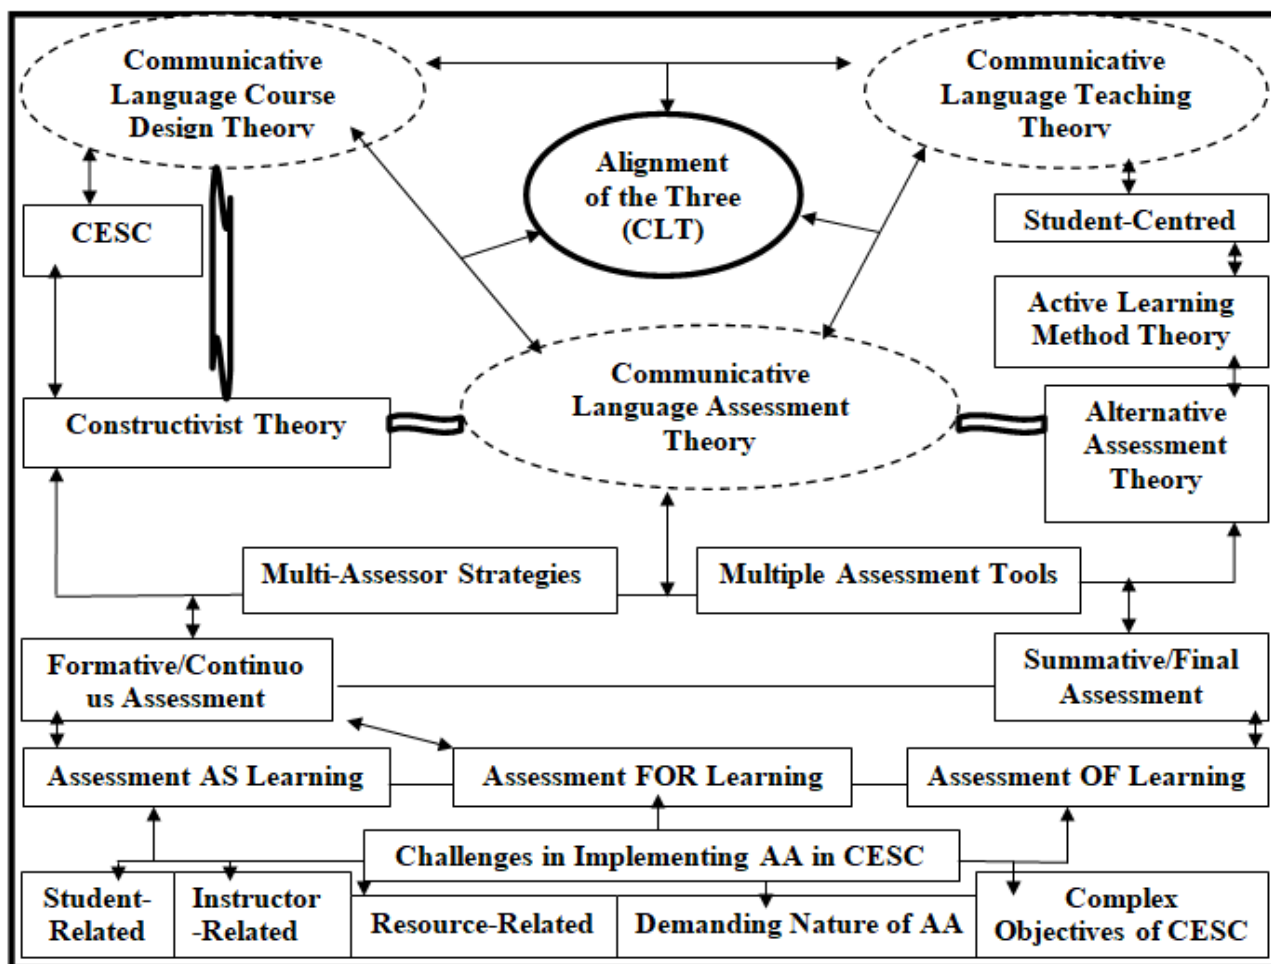 Communicative
Language Course
Design Theory
Communicative
Language Teaching
Theory
Alignment
of the Three
(CLT)
CESC
Student-Centred
Active Learning
Method Theory
Communicative
Language Assessment
Theory
Constructivist Theory
Alternative
Assessment
Theory
Multi-Assessor Strategies
Multiple Assessment Tools
Formative/Continuo
us Assessment
Summative/Final
Assessment
Assessment AS Learning
Assessment FOR Learning
Assessment OF Learning
Challenges in Implementing AA in CESC
Student-
Related
Instructor
-Related
Resource-Related
Demanding Nature of AA
Complex
Objectives of CESC